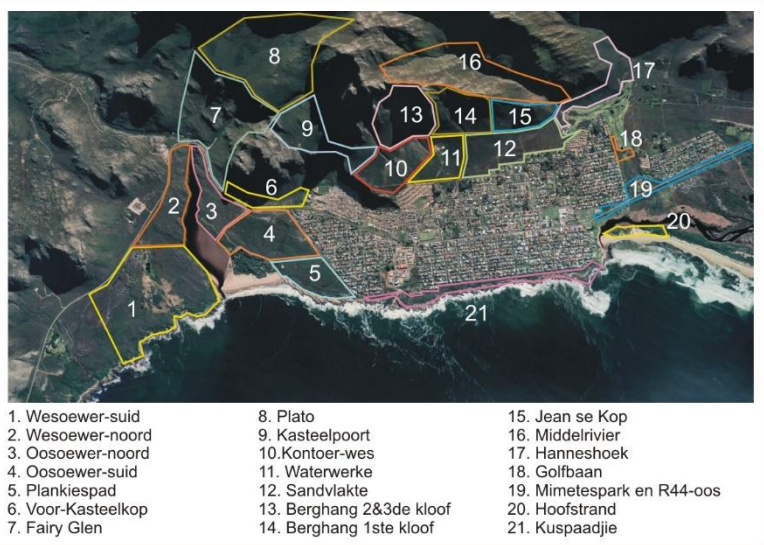 8
16
17
7
13
14
15
9
12
18
10
11
6
19
2
3
20
4
5
1
21
1. Wesoewer-suid
2. Wesoewer-noord
3. Oosoewer-noord
4. Oosoewer-suid
5. Plankiespad
6. Voor-Kasteelkop
7. Fairy Glen
8. Plato
9. Kasteelpoort
10.Kontoer-wes
11. Waterwerke
12. Sandvlakte
13. Berghang 2&3de kloof
14. Berghang 1ste kloof
15. Jean se Kop
16. Middelrivier
17. Hanneshoek
18. Golfbaan
19. Mimetespark en R44-oos
20. Hoofstrand
21. Kuspaadjie